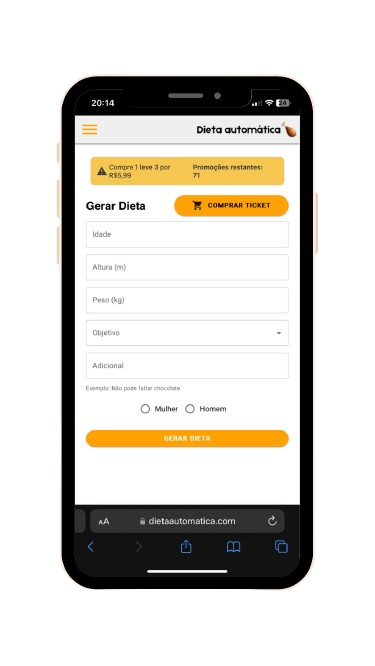 20:14
24
Dieta automática
Compre 1 leve 3 por
R$5,99
Promoções restantes:
71
Gerar Dieta
COMPRAR TICKET
Idade
Altura (m)
Peso (kg)
Objetivo
Adicional
Exemplo: Não pode faltar chocolate.
Mulher
Homem
GERAR DIETA
AA
dietaautomatica.com